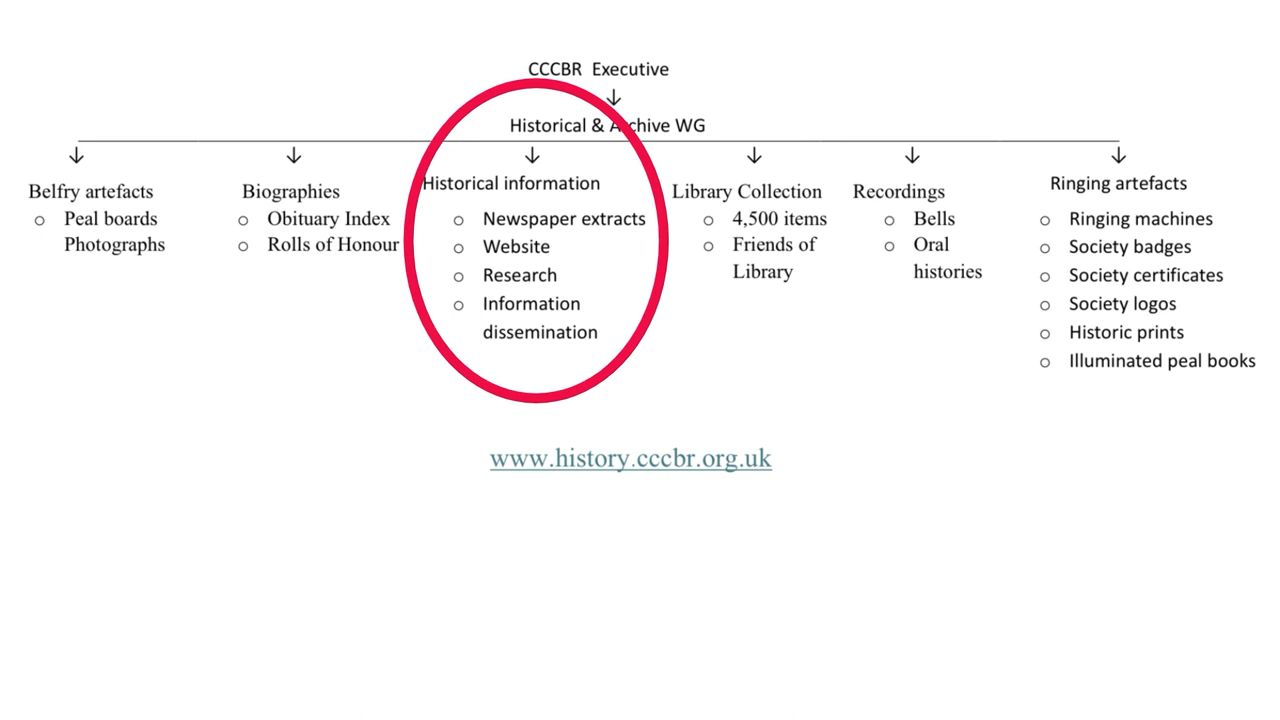 CCCBR Executive
Historical & Archive WG
Belfry artefacts
Peal boards
Photographs
Biographies
Obituary Index
Rolls of Honour
Historical information
Newspaper extracts
Website
Research
Information
dissemination
Library Collection
4,500 items
Friends of
Library
Recordings
Bells
Oral
histories
Ringing artefacts
Ringing machines
Society badges
Society certificates
Society logos
Historic prints
Illuminated peal books
www.history.cccbr.org.uk